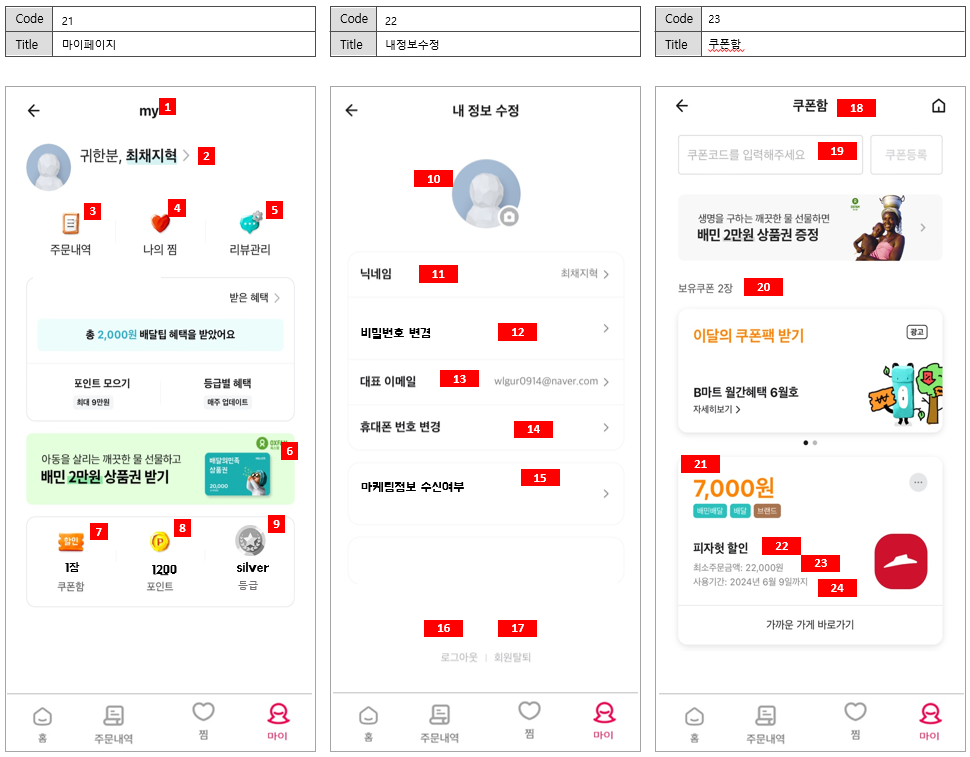 Code 21
Title 마이페이지
my 1
귀한분, 최채지혁 > 2
3 4 5
주문내역 나의 찜 리뷰관리
받은 혜택 >
총 2,000원 배달팁 혜택을 받았어요
포인트 모으기 등급별 혜택
최대 9만원 매주 업데이트
아동을 살리는 깨끗한 물 선물하고
배민 2만원 상품권 받기
6
배달의민족
상품권
20,000
7 8 9
할인 P
1장 1200 silver
쿠폰함 포인트 등급
홈 주문내역 찜 마이
Code 22
Title 내정보수정
내 정보 수정
10
닉네임 11 최채지혁 >
비밀번호 변경 12 >
대표 이메일 13 wlgur0914@naver.com >
휴대폰 번호 변경 14 >
마케팅정보 수신여부 15 >
16 17
로그아웃 | 회원탈퇴
홈 주문내역 찜 마이
Code 23
Title 쿠폰함
쿠폰함 18
쿠폰코드를 입력해주세요 19 쿠폰등록
생명을 구하는 깨끗한 물 선물하면
배민 2만원 상품권 증정 >
보유쿠폰 2장 20
이달의 쿠폰팩 받기 광고
B마트 월간혜택 6월호
자세히보기 >
21
7,000원
배민배달 배달 브랜드
피자헛 할인 22
최소주문금액: 22,000원 23
사용기간: 2024년 6월 9일까지 24
가까운 가게 바로가기
홈 주문내역 찜 마이